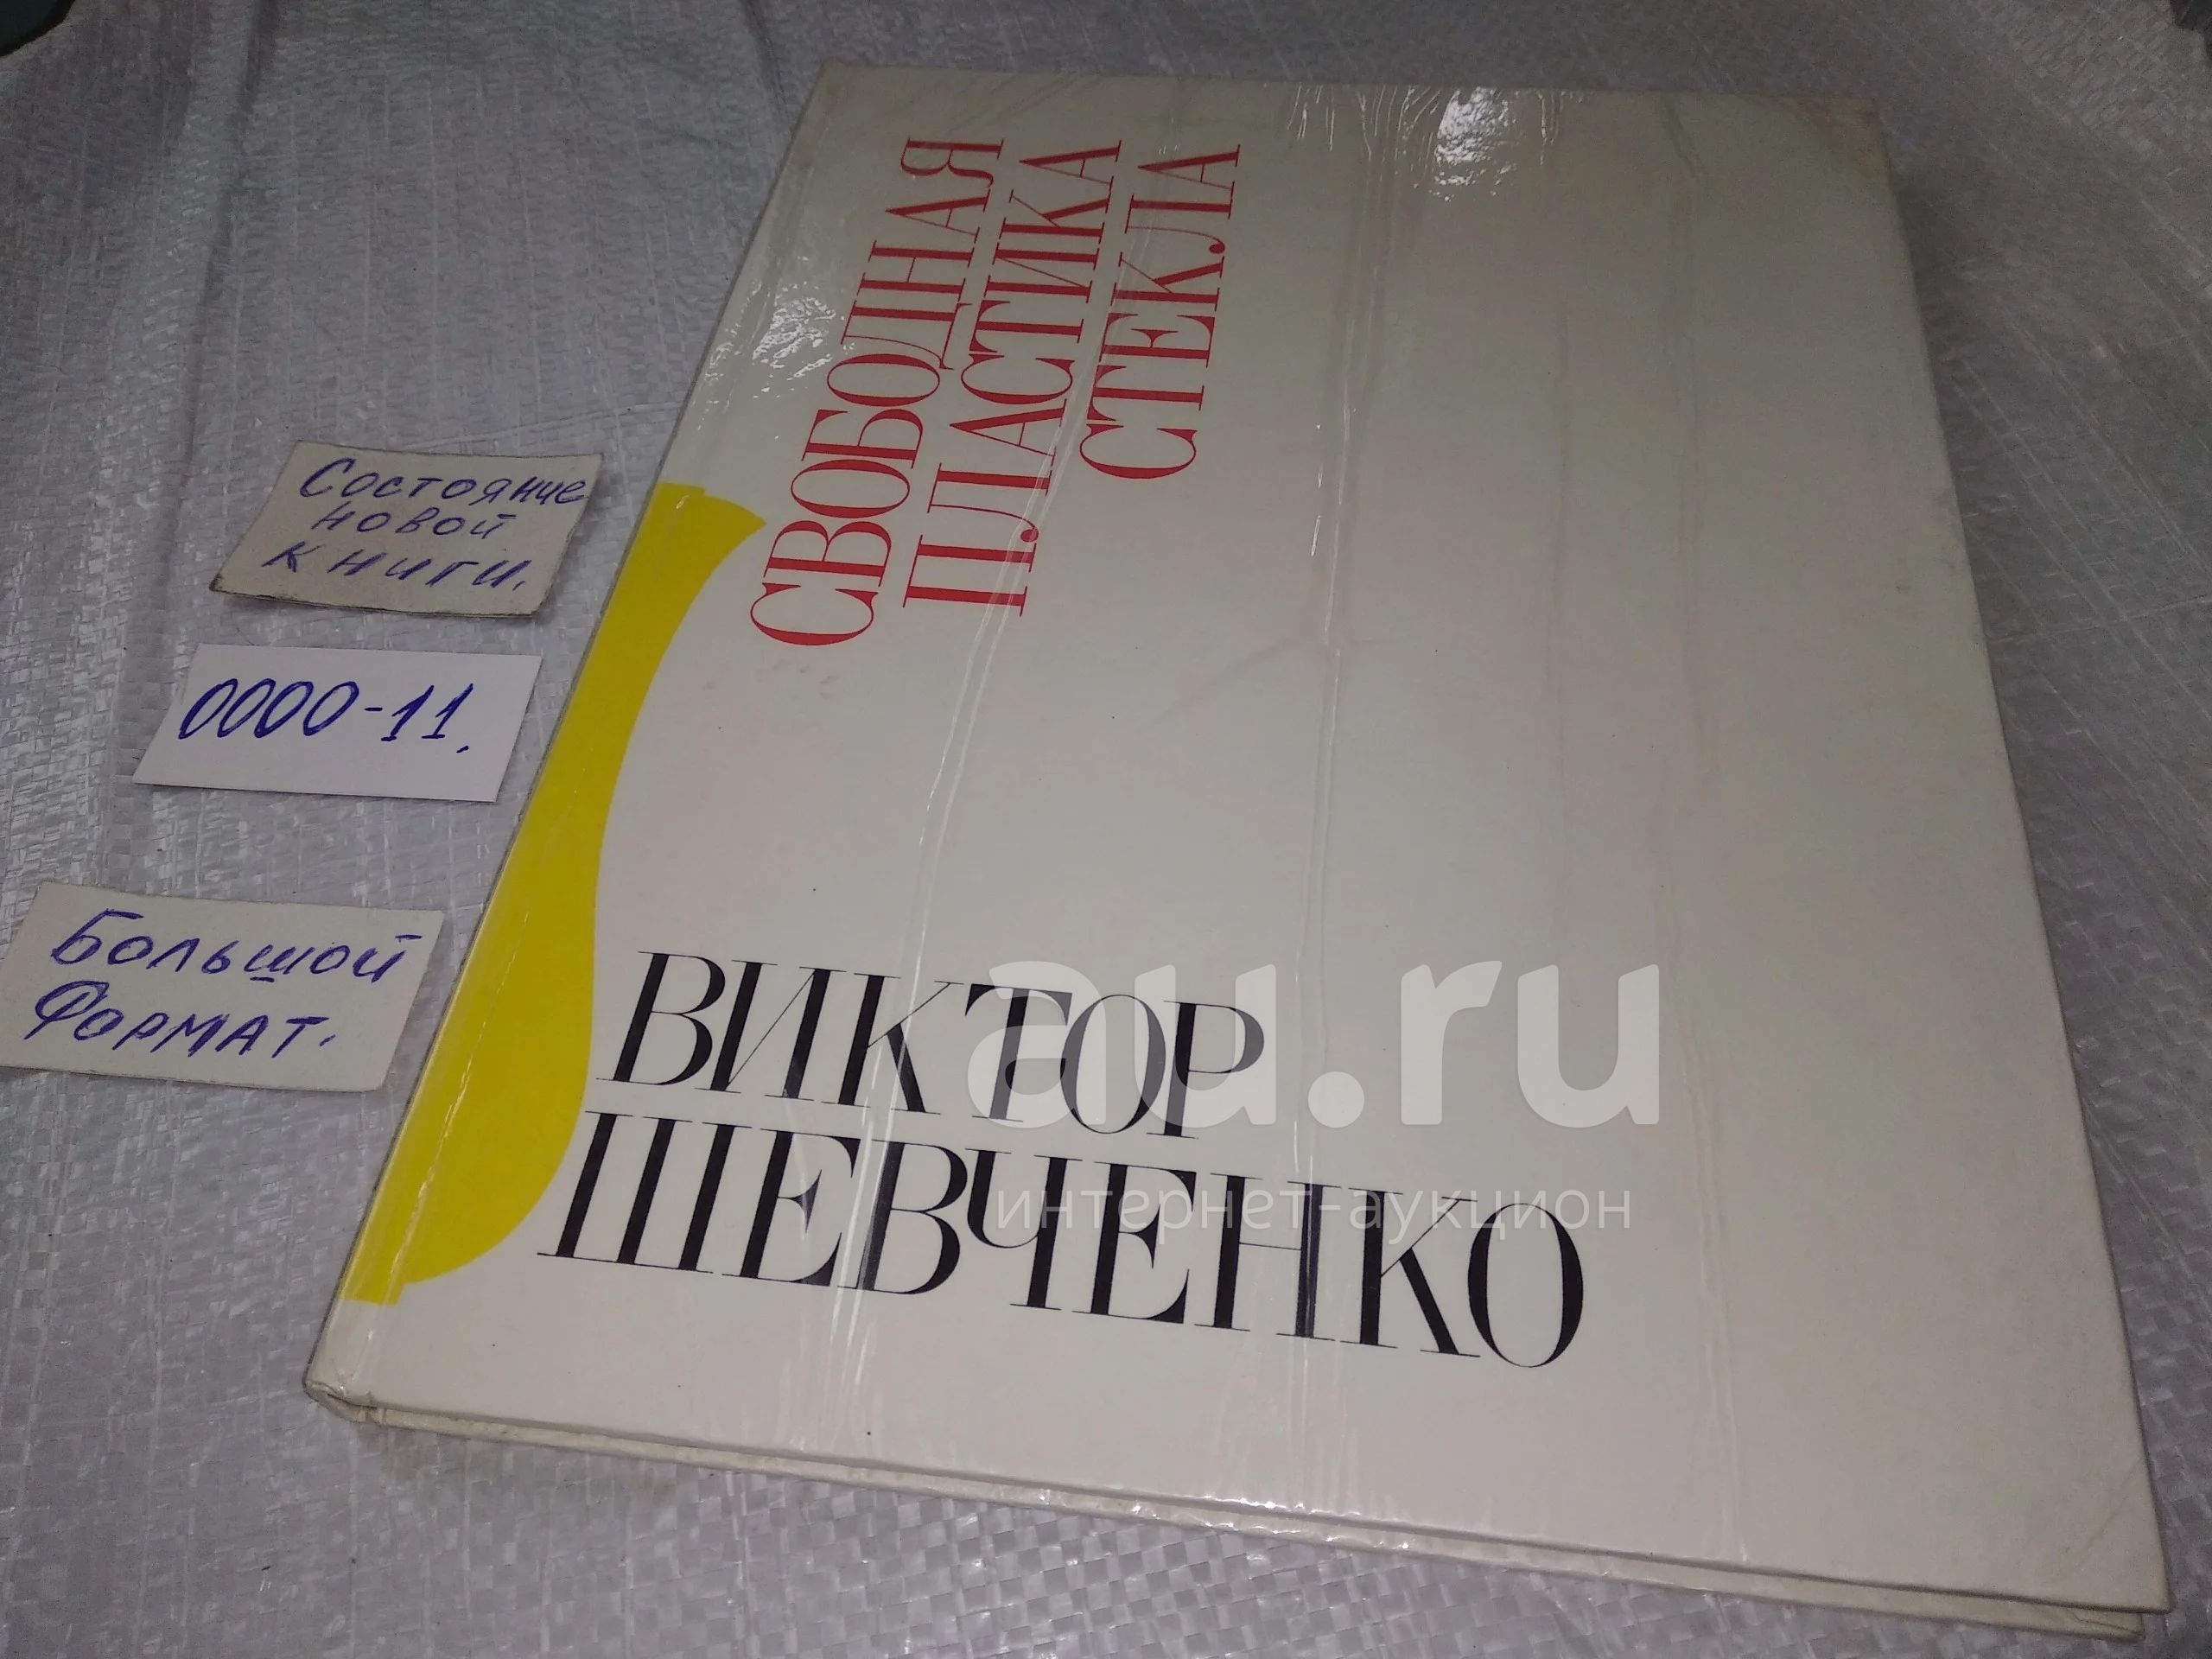 СВОБОДНАЯ
ПЛАСТИКА
СТЕКЛА
Состояние
новой
книги.
0000-11.
Большой
Формат.
ВИКТОР
ШЕВЧЕНКО
au.ru
интернет-аукцион